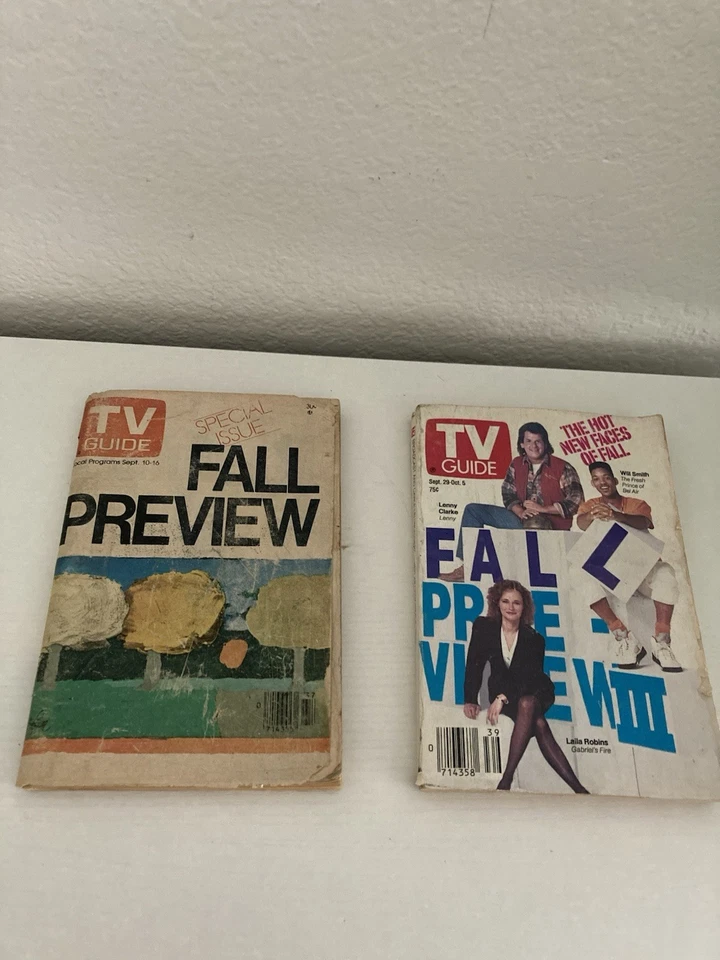 TV
GUIDE
SPECIAL
ISSUE
ocal Programs Sept. 10-16
FALL
PREVIEW
TV
GUIDE
Sept. 29-Oct. 5
75¢
THE HOT
NEW FACES
OF FALL
Lenny
Clarke
Lenny
Will Smith
The Fresh
Prince of
Bel Air
FALL
PRE-
VIEW III
Laila Robins
Gabriel's Fire
39
0
714358